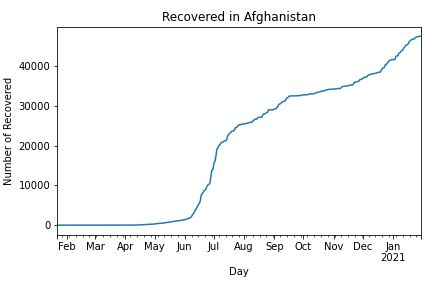 Recovered in Afghanistan
Number of Recovered
40000
30000
20000
10000
0
Feb Mar Apr May Jun Jul Aug Sep Oct Nov Dec Jan
2021
Day